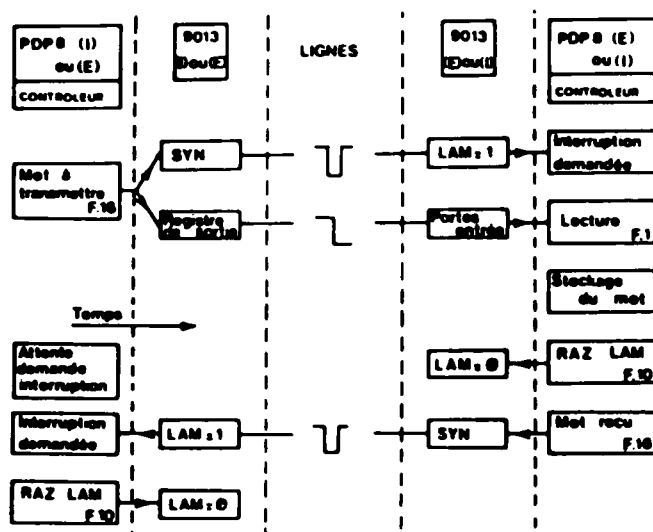 PDP8 (I)
ou (E)
CONTROLEUR
9013
(I)ou(E)
LIGNES
9013
(E)ou(I)
PDP8 (E)
ou (I)
CONTROLEUR
Mot à
transmettre
F.16
SYN
LAM=1
Interruption
demandée
Registre
de sortie
Portes
entrée
Lecture
F.1
Stockage
du mot
Temps
Attente
demande
interruption
LAM=0
RAZ LAM
F.10
Interruption
demandée
LAM=1
SYN
Mot recu
F.16
RAZ LAM
F.10
LAM=0